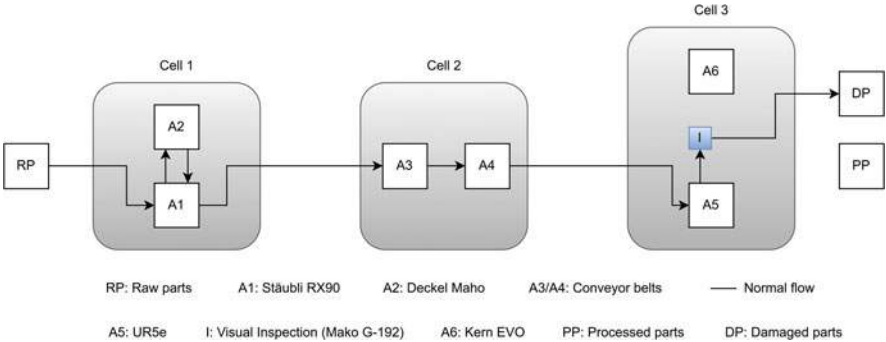 Cell 3
Cell 1
Cell 2
A6
DP
A2
I
RP
A3
A4
PP
A1
A5
RP: Raw parts A1: Stäubli RX90 A2: Deckel Maho A3/A4: Conveyor belts Normal flow
A5: UR5e I: Visual Inspection (Mako G-192) A6: Kern EVO PP: Processed parts DP: Damaged parts